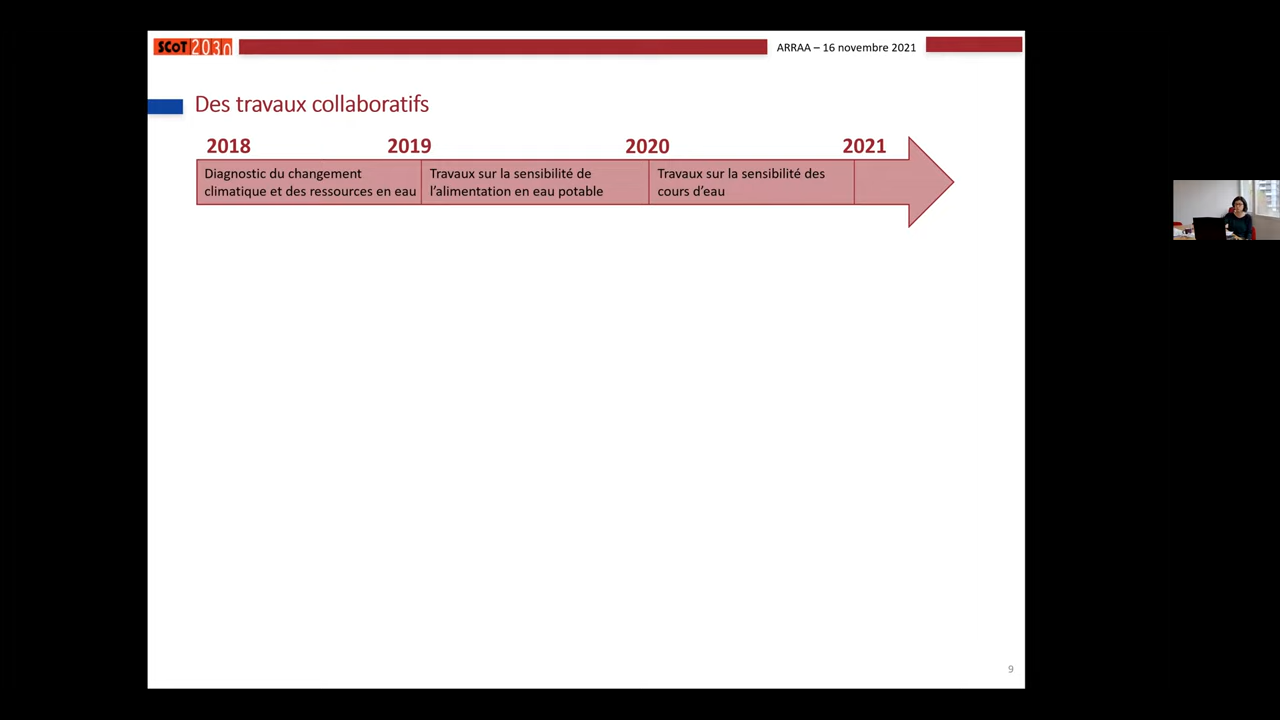 SCoT 2030
ARRAA – 16 novembre 2021
Des travaux collaboratifs
2018 2019 2020 2021
Diagnostic du changement
climatique et des ressources en eau
Travaux sur la sensibilité de
l’alimentation en eau potable
Travaux sur la sensibilité des
cours d’eau
9